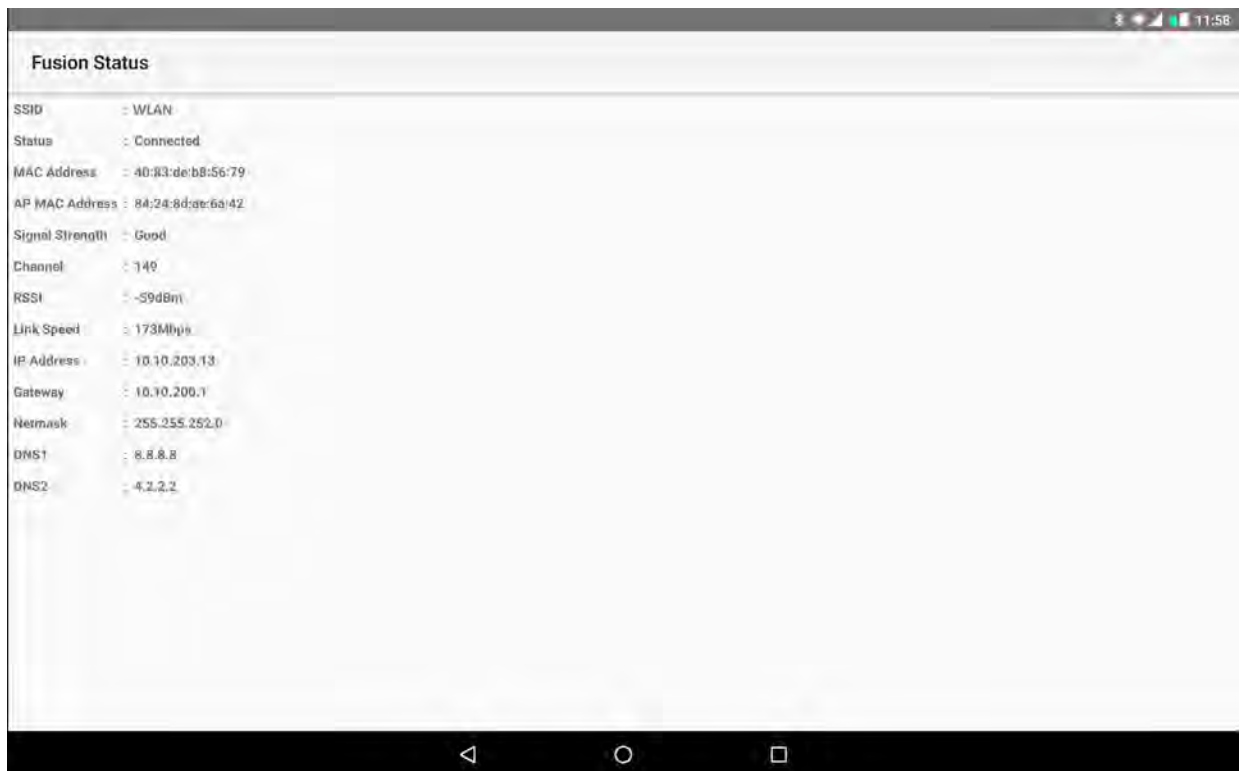 11:58
Fusion Status
SSID : WLAN
Status : Connected
MAC Address : 40:83:de:b8:56:79
AP MAC Address : 84:24:8d:ae:6a:42
Signal Strength : Good
Channel : 149
RSSI : -59dBm
Link Speed : 173Mbps
IP Address : 10.10.203.13
Gateway : 10.10.200.1
Netmask : 255.255.252.0
DNS1 : 8.8.8.8
DNS2 : 4.2.2.2